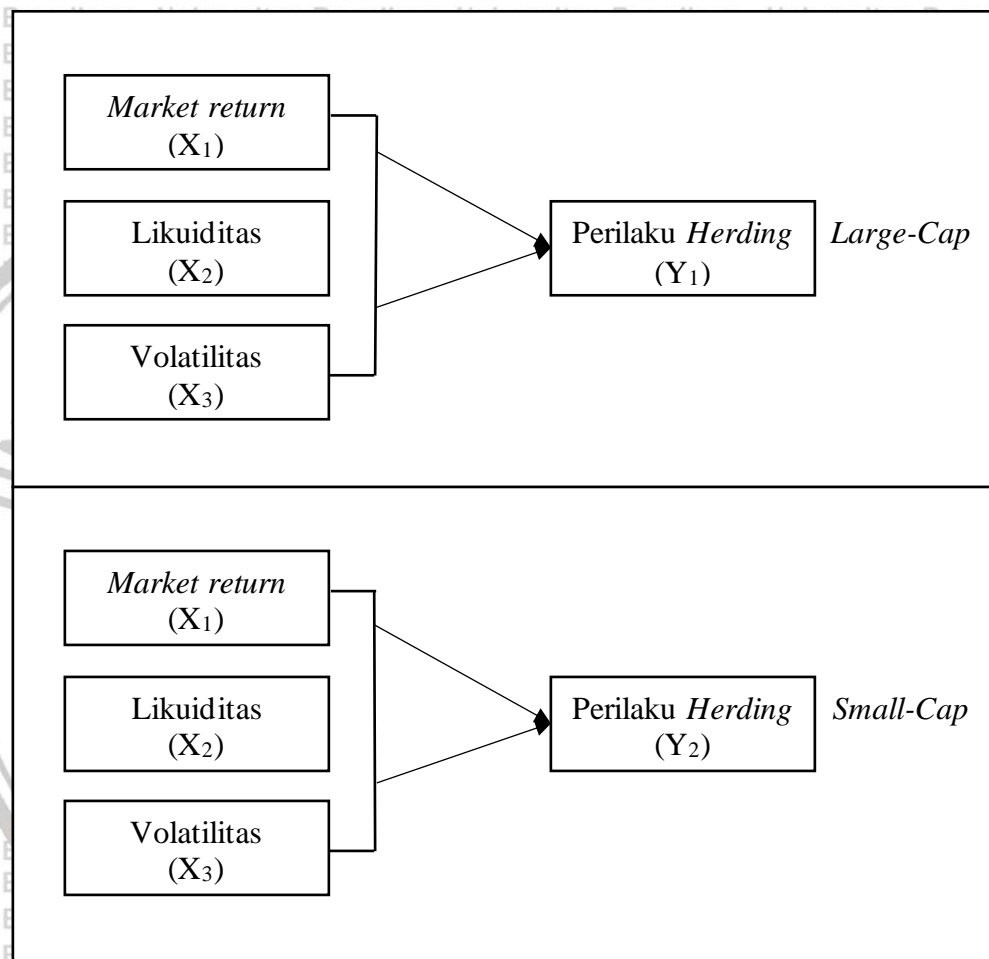 Market return
(X₁)
Likuiditas
(X₂)
Volatilitas
(X₃)
Perilaku Herding
(Y₁)
Large-Cap
Market return
(X₁)
Likuiditas
(X₂)
Volatilitas
(X₃)
Perilaku Herding
(Y₂)
Small-Cap